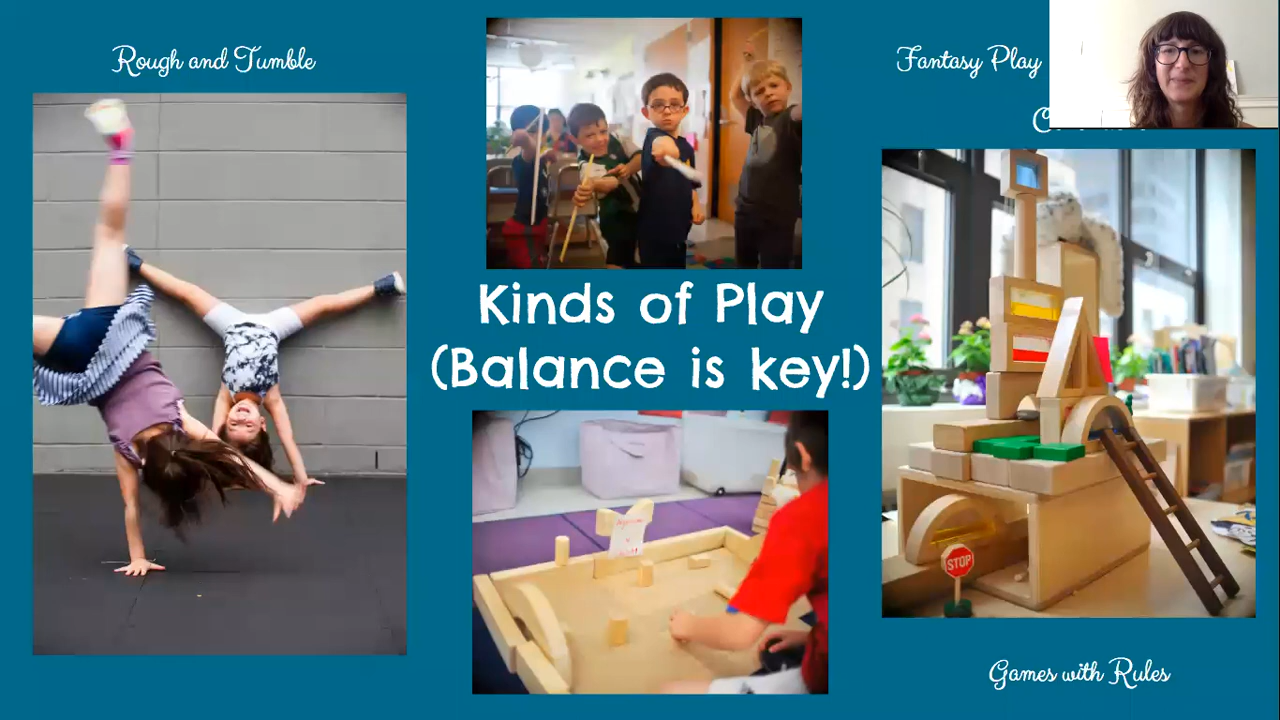 Rough and Tumble
Fantasy Play
Kinds of Play
(Balance is key!)
STOP
Games with Rules